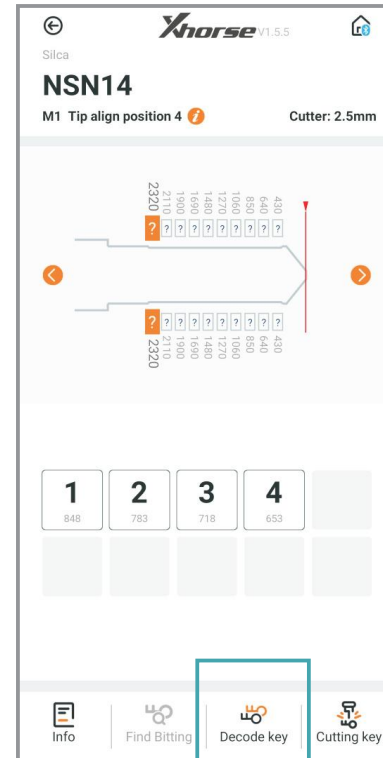 Xhorse V1.5.5
Silca
NSN14
M1 Tip align position 4 i Cutter: 2.5mm
2320 2110 1900 1690 1480 1270 1060 850 640 430
? ? ? ? ? ? ? ? ? ?
? ? ? ? ? ? ? ? ? ?
2320 2110 1900 1690 1480 1270 1060 850 640 430
1 2 3 4
848 783 718 653
Info Find Bitting Decode key Cutting key